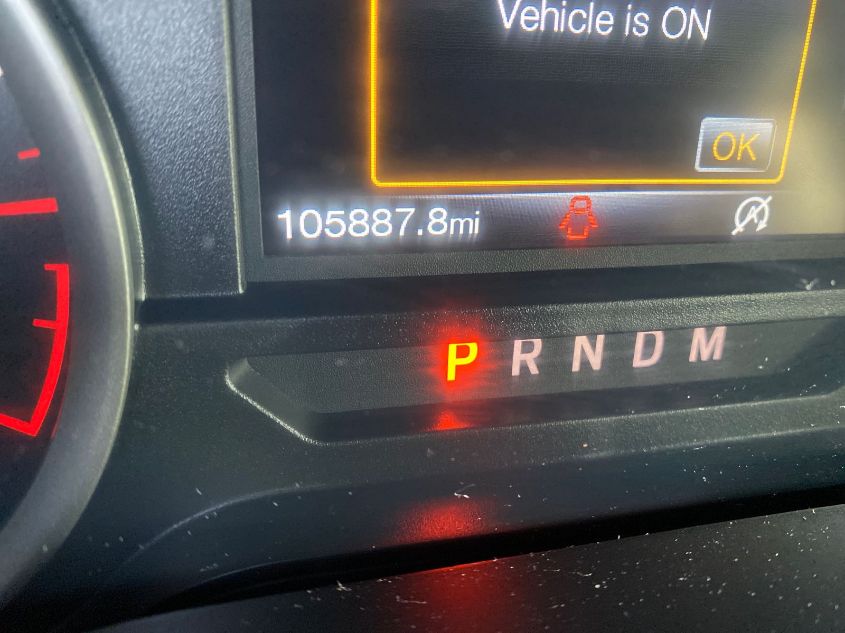 Vehicle is ON
OK
105887.8mi
P R N D M